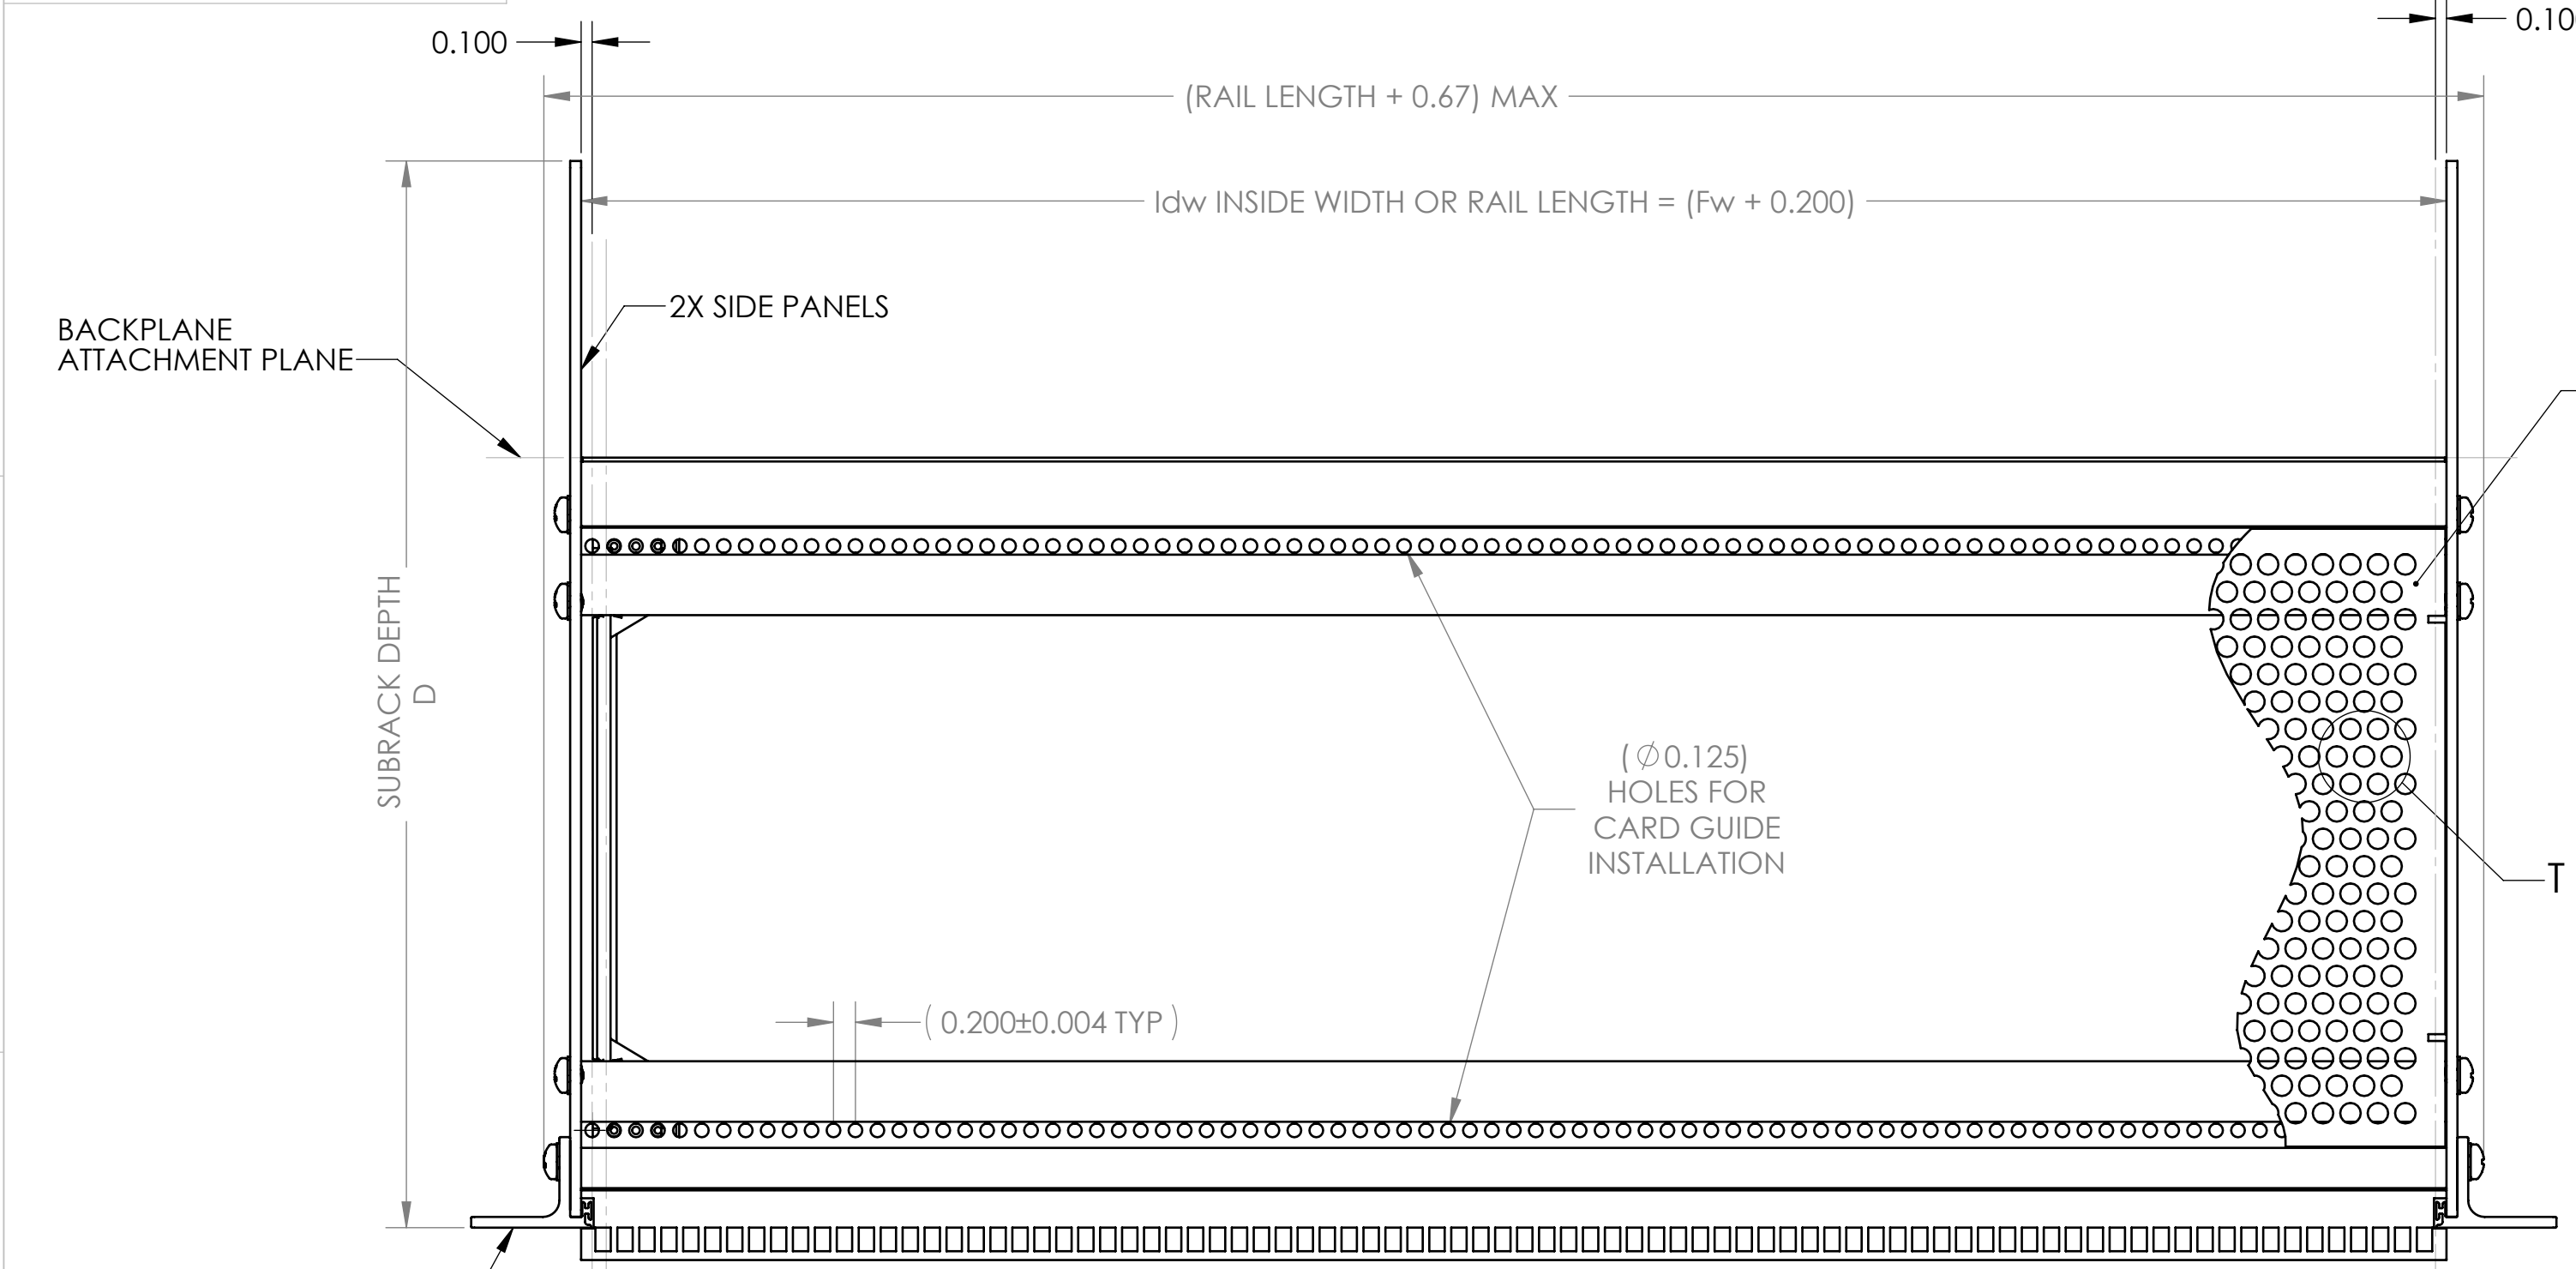 0.100
0.10
(RAIL LENGTH + 0.67) MAX
Idw INSIDE WIDTH OR RAIL LENGTH = (Fw + 0.200)
2X SIDE PANELS
BACKPLANE
ATTACHMENT PLANE
SUBRACK DEPTH
D
(∅0.125)
HOLES FOR
CARD GUIDE
INSTALLATION
T
( 0.200±0.004 TYP )